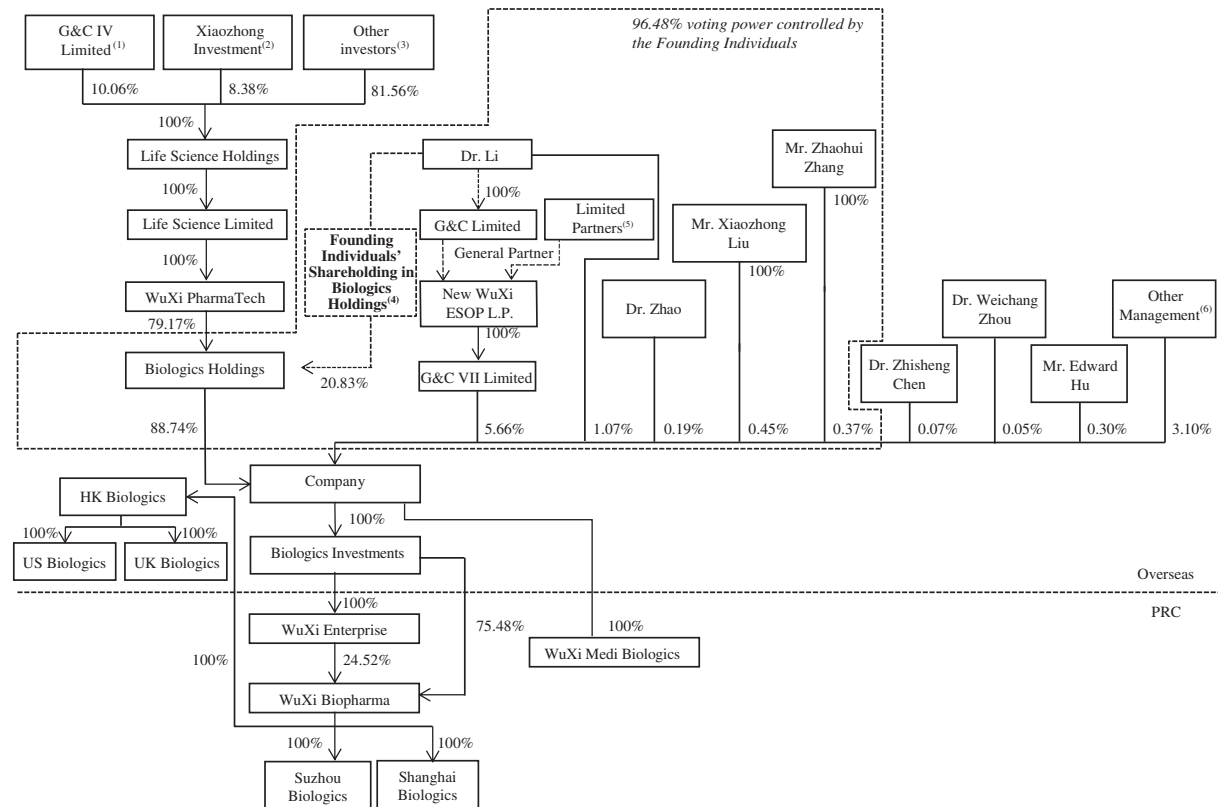 G&C IV
Limited(1)
Xiaozhong
Investment(2)
Other
investors(3)
96.48% voting power controlled by
the Founding Individuals
10.06%
8.38%
81.56%
100%
Life Science Holdings
Dr. Li
Mr. Zhaohui
Zhang
100%
100%
100%
Life Science Limited
G&C Limited
Limited
Partners(5)
Mr. Xiaozhong
Liu
100%
Founding
Individuals'
Shareholding in
Biologics
Holdings(4)
General Partner
100%
WuXi PharmaTech
New WuXi
ESOP L.P.
Dr. Zhao
Dr. Weichang
Zhou
Other
Management(6)
79.17%
100%
Biologics Holdings
20.83%
G&C VII Limited
Dr. Zhisheng
Chen
Mr. Edward
Hu
88.74%
5.66%
1.07%
0.19%
0.45%
0.37%
0.07%
0.05%
0.30%
3.10%
Company
HK Biologics
100%
100%
100%
US Biologics
UK Biologics
Biologics Investments
Overseas
100%
PRC
WuXi Enterprise
75.48%
100%
100%
24.52%
WuXi Medi Biologics
WuXi Biopharma
100%
100%
Suzhou
Biologics
Shanghai
Biologics